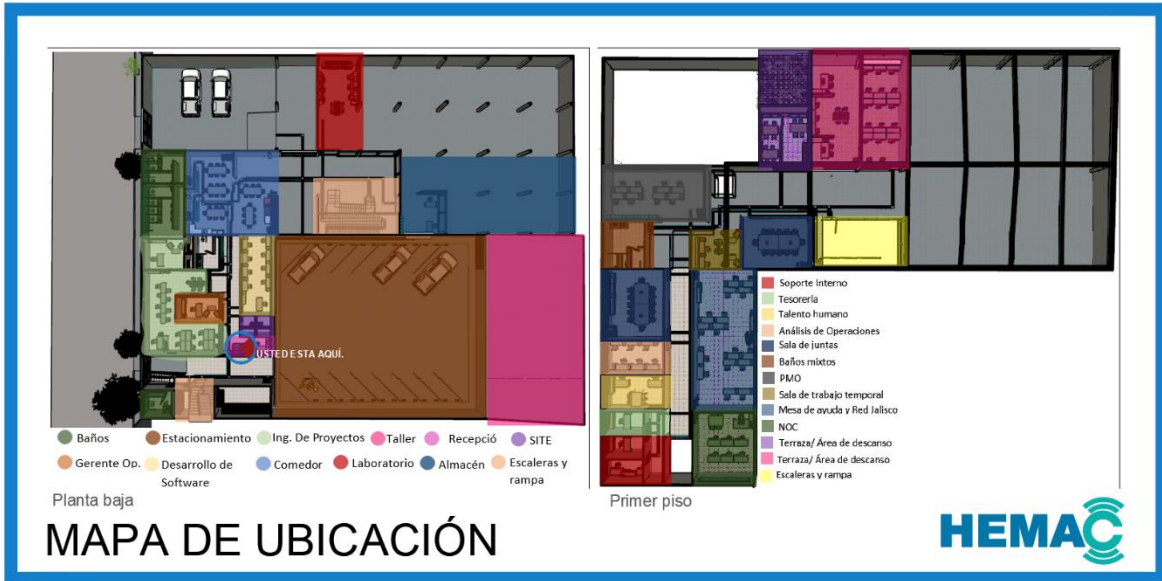 USTED ESTA AQUÍ.
Baños
Estacionamiento
Ing. De Proyectos
Taller
Recepció
SITE
Gerente Op.
Desarrollo de
Software
Comedor
Laboratorio
Almacén
Escaleras y
rampa
Planta baja
Soporte Interno
Tesorería
Talento humano
Análisis de Operaciones
Sala de juntas
Baños mixtos
PMO
Sala de trabajo temporal
Mesa de ayuda y Red Jalisco
NOC
Terraza/ Área de descanso
Terraza/ Área de descanso
Escaleras y rampa
Primer piso
MAPA DE UBICACIÓN
HEMAC